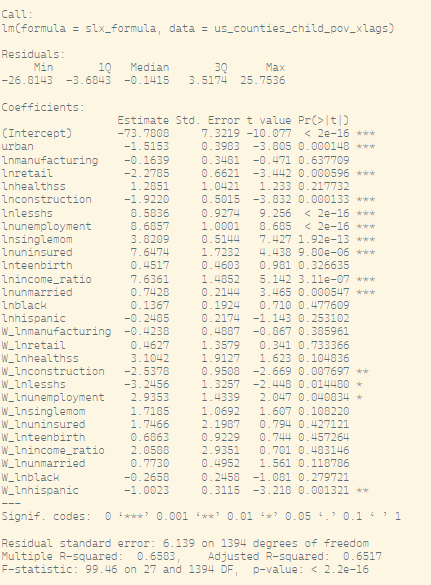 Call:
lm(formula = slx_formula, data = us_counties_child_pov_xlags)

Residuals:
     Min       1Q   Median       3Q      Max
-26.8143  -3.6843  -0.1415   3.5174  25.7536

Coefficients:
                  Estimate Std. Error t value Pr(>|t|)
(Intercept)       -73.7808     7.3219 -10.077  < 2e-16 ***
urban              -1.5153     0.3983  -3.805 0.000148 ***
lnmanufacturing    -0.1639     0.3481  -0.471 0.637709
lnretail           -2.2785     0.6621  -3.442 0.000596 ***
lnhealthss          1.2851     1.0421   1.233 0.217732
lnconstruction     -1.9220     0.5015  -3.832 0.000133 ***
lnlesshs            8.5836     0.9274   9.256  < 2e-16 ***
lnunemployment      8.6857     1.0001   8.685  < 2e-16 ***
lnsinglemom         3.8209     0.5144   7.427 1.92e-13 ***
lnuninsured         7.6474     1.7232   4.438 9.80e-06 ***
lnteenbirth         0.4517     0.4603   0.981 0.326635
lnincome_ratio      7.6361     1.4852   5.142 3.11e-07 ***
lnunmarried         0.7428     0.2144   3.465 0.000547 ***
lnblack             0.1367     0.1924   0.710 0.477609
lnhispanic         -0.2485     0.2174  -1.143 0.253102
W_lnmanufacturing  -0.4238     0.4887  -0.867 0.385961
W_lnretail          0.4627     1.3579   0.341 0.733366
W_lnhealthss        3.1042     1.9127   1.623 0.104836
W_lnconstruction   -2.5378     0.9508  -2.669 0.007697 **
W_lnlesshs         -3.2456     1.3257  -2.448 0.014480 *
W_lnunemployment    2.9353     1.4339   2.047 0.040834 *
W_lnsinglemom       1.7185     1.0692   1.607 0.108220
W_lnuninsured       1.7466     2.1987   0.794 0.427121
W_lnteenbirth       0.6863     0.9229   0.744 0.457264
W_lnincome_ratio    2.0588     2.9351   0.701 0.483146
W_lnunmarried       0.7730     0.4952   1.561 0.118786
W_lnblack          -0.2658     0.2458  -1.081 0.279721
W_lnhispanic       -1.0023     0.3115  -3.218 0.001321 **
---
Signif. codes:  0 ‘***’ 0.001 ‘**’ 0.01 ‘*’ 0.05 ‘.’ 0.1 ‘ ’ 1

Residual standard error: 6.139 on 1394 degrees of freedom
Multiple R-squared:  0.6583,    Adjusted R-squared:  0.6517
F-statistic: 99.46 on 27 and 1394 DF,  p-value: < 2.2e-16